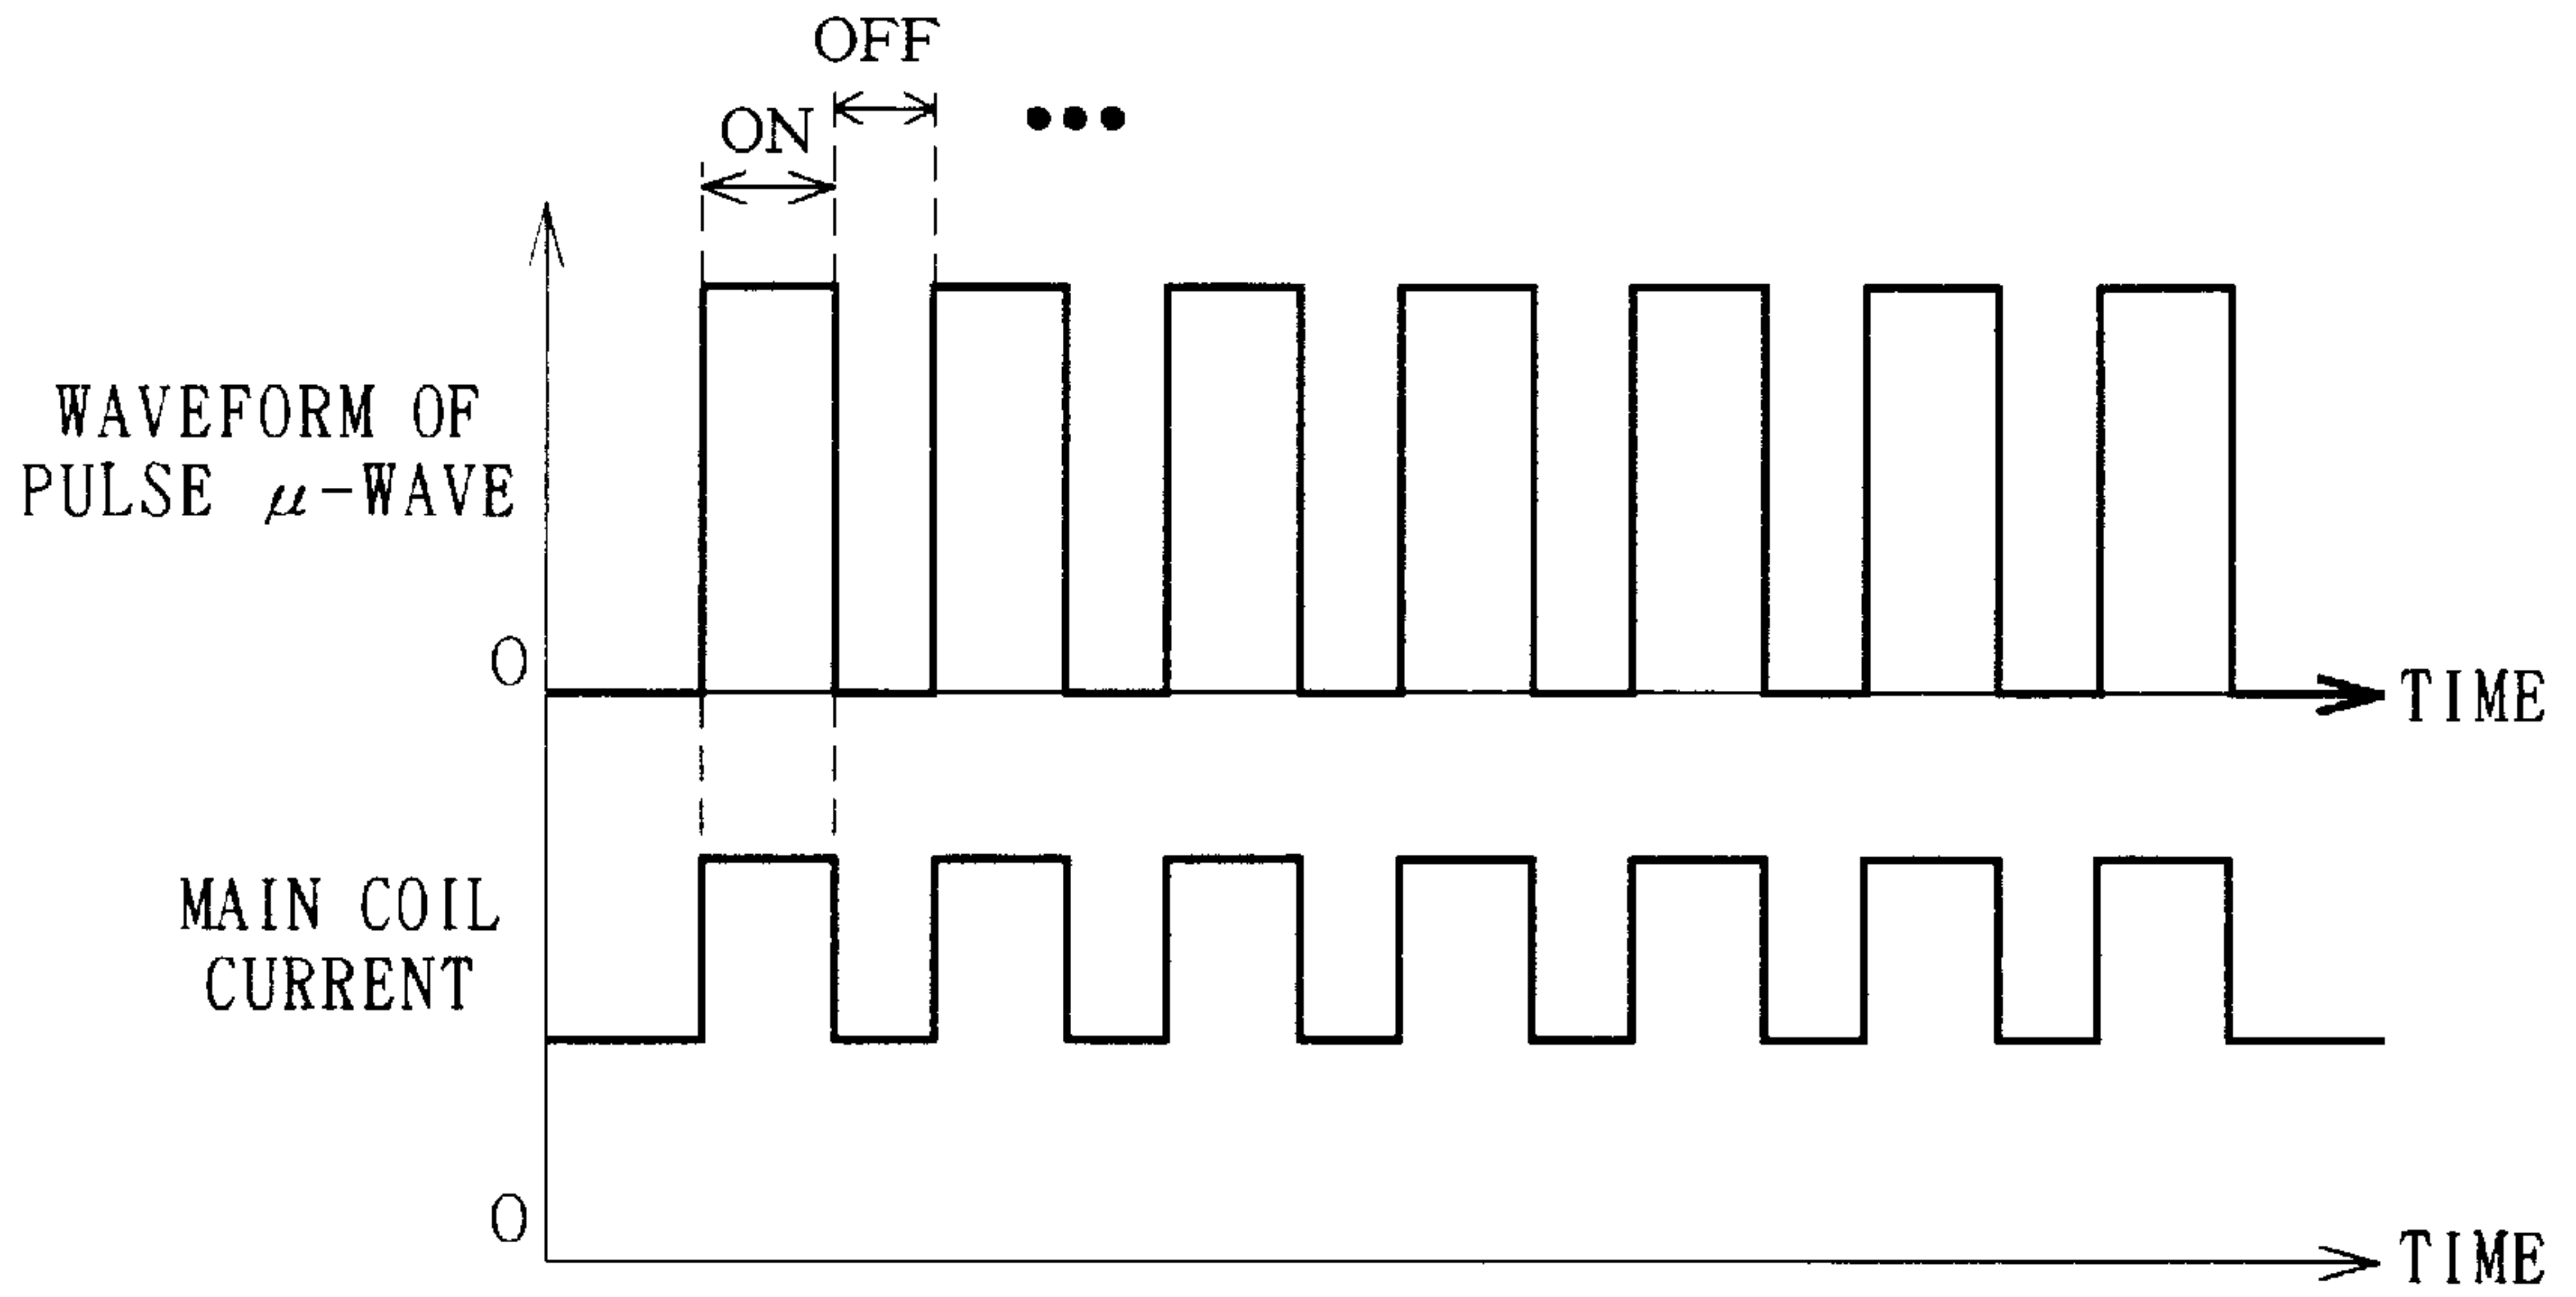 OFF
ON
WAVEFORM OF
PULSE μ-WAVE
0
TIME
MAIN COIL
CURRENT
0
TIME